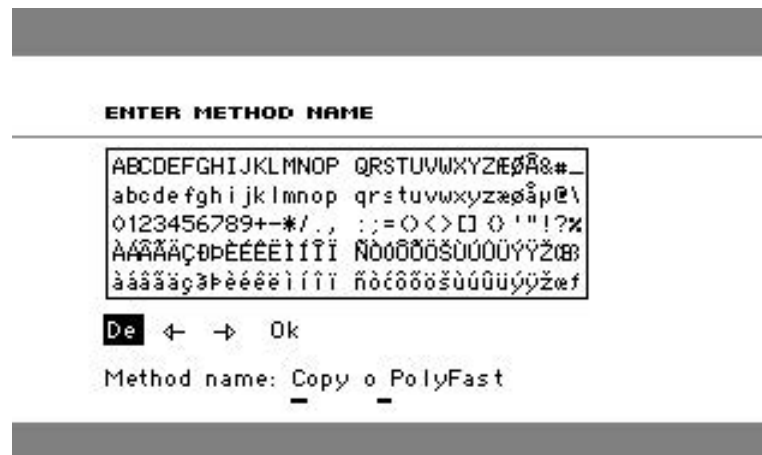 ENTER METHOD NAME
ABCDEFGHIJKLMNOP QRSTUVWXYZÆØÅ&#_
abcdefghijklmnop qrstuvwxyzæøåµ@\
0123456789+-*/., :;=()<>[] {}'"!?%
ÀÁÂÃÄÇÐÞÈÉÊËÌÍÎÏ ÑÒÓÔÕÖŠÙÚÛÜÝŸŽŒß
àáâãäçðþèéêëìíîï ñòóôõöšùúûüýÿžœƒ
De ← → Ok
Method name: Copy o PolyFast